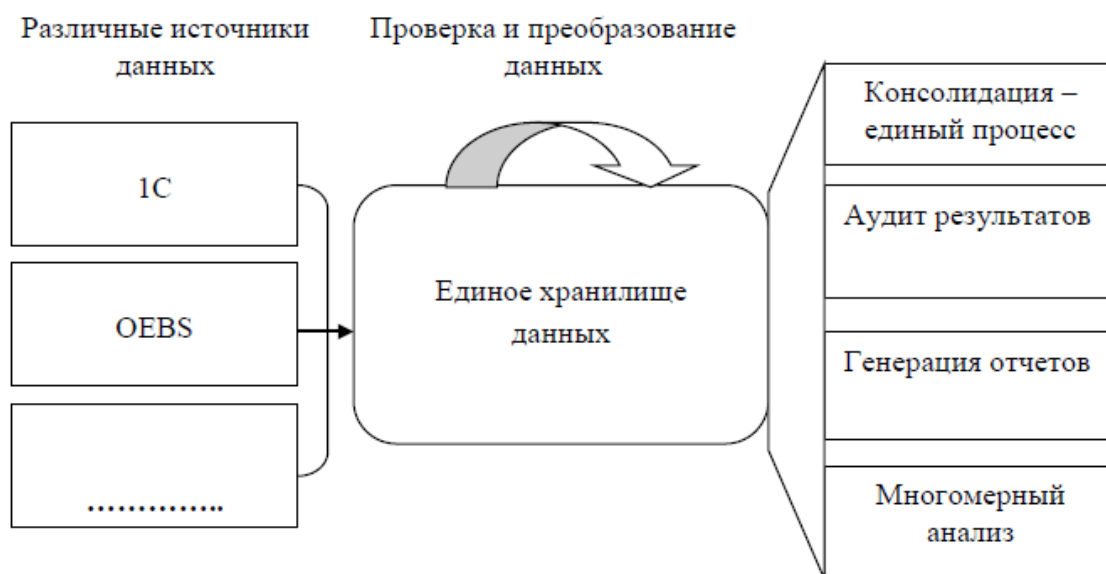 Различные источники
данных
Проверка и преобразование
данных
1С
OEBS
…………..
Единое хранилище
данных
Консолидация –
единый процесс
Аудит результатов
Генерация отчетов
Многомерный
анализ